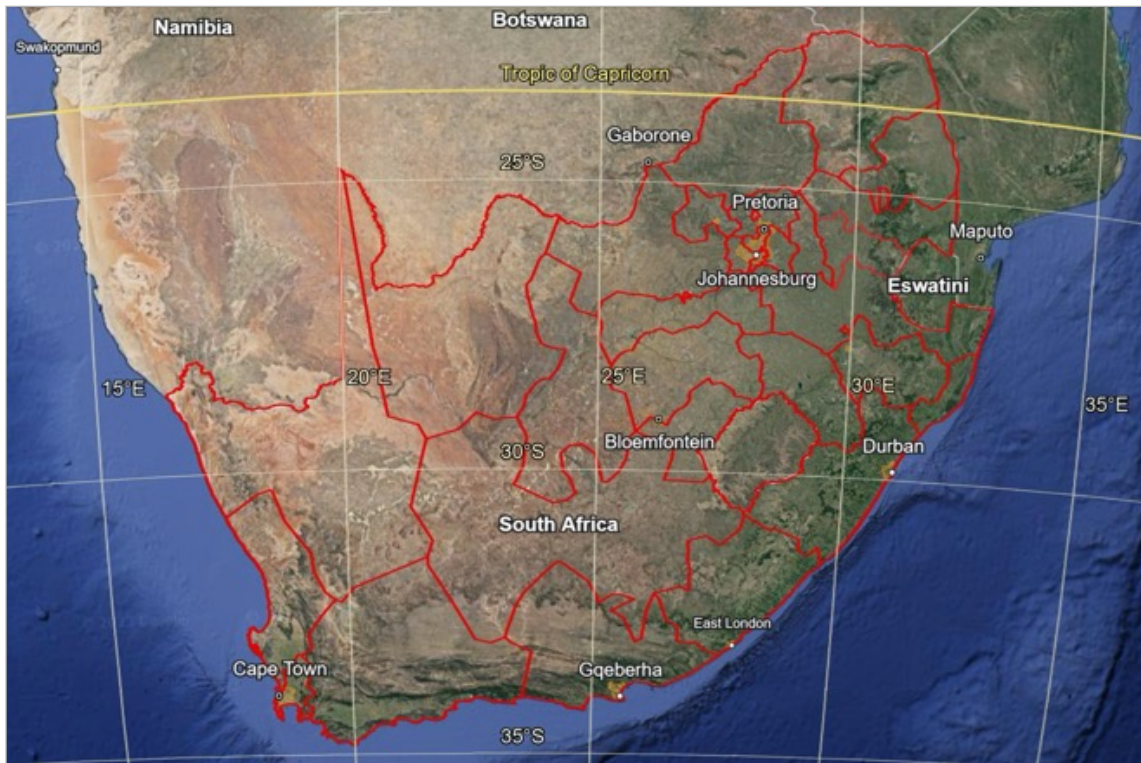 Namibia
Botswana
Swakopmund
Tropic of Capricorn
Gaborone
25°S
Pretoria
Maputo
Johannesburg
Eswatini
15°E
20°E
25°E
30°E
35°E
Bloemfontein
30°S
Durban
South Africa
East London
Cape Town
Gqeberha
35°S